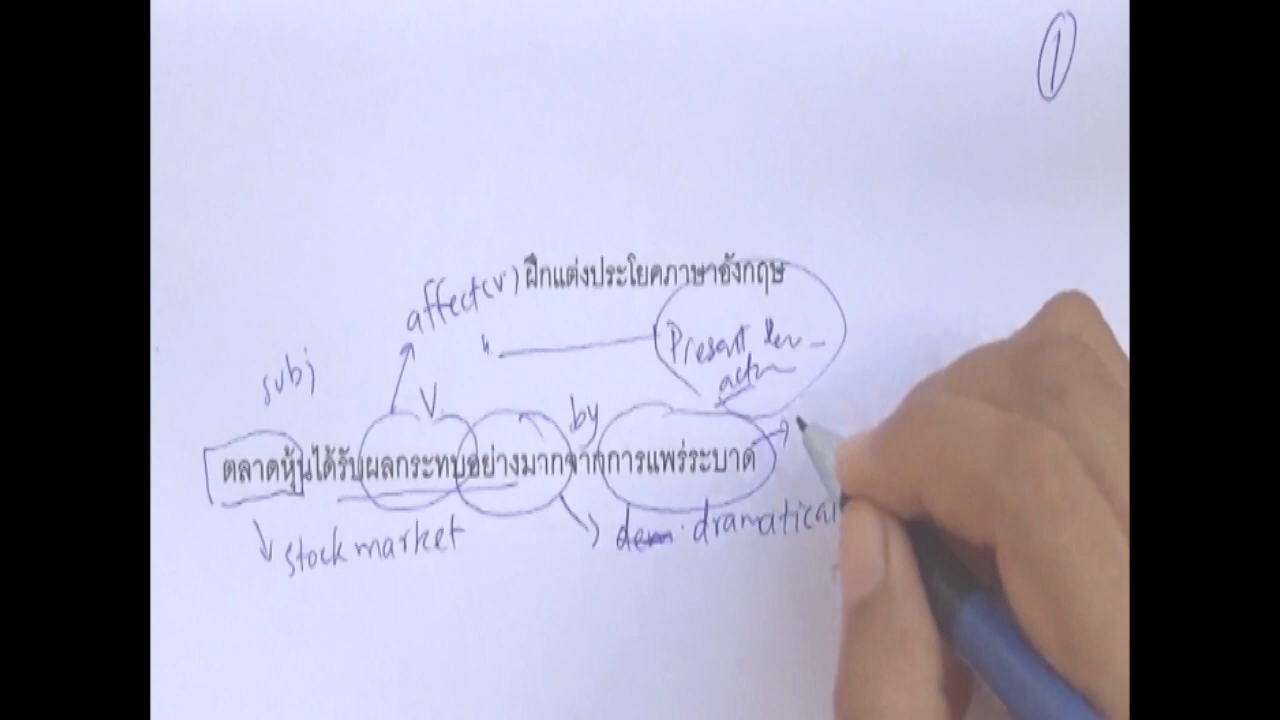 1
affect(v) ฝึกแต่งประโยคภาษาอังกฤษ
Present
subj V. by
ตลาดหุ้นได้รับผลกระทบอย่างมากจากการแพร่ระบาด
stock market dramatical